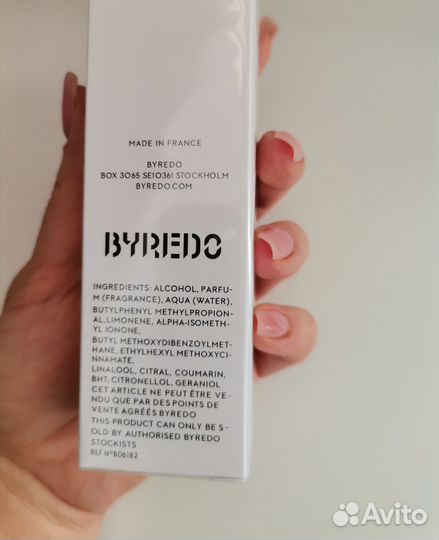 MADE IN FRANCE
BYREDO
BOX 3065 SE10361 STOCKHOLM
BYREDO.COM
BYREDO
INGREDIENTS: ALCOHOL, PARFU-
M (FRAGRANCE), AQUA (WATER),
BUTYLPHENYL METHYLPROPION-
AL,LIMONENE, ALPHA-ISOMETH-
YL IONONE,
BUTYL METHOXYDIBENZOYLMET-
HANE, ETHYLHEXYL METHOXYCI-
NNAMATE,
LINALOOL, CITRAL, COUMARIN,
BHT, CITRONELLOL, GERANIOL
CET ARTICLE NE PEUT ÊTRE VE-
NDU QUE PAR DES POINTS DE
VENTE AGRÉÉS BYREDO
THIS PRODUCT CAN ONLY BE S-
OLD BY AUTHORISED BYREDO
STOCKISTS
REF N°806182
Avito